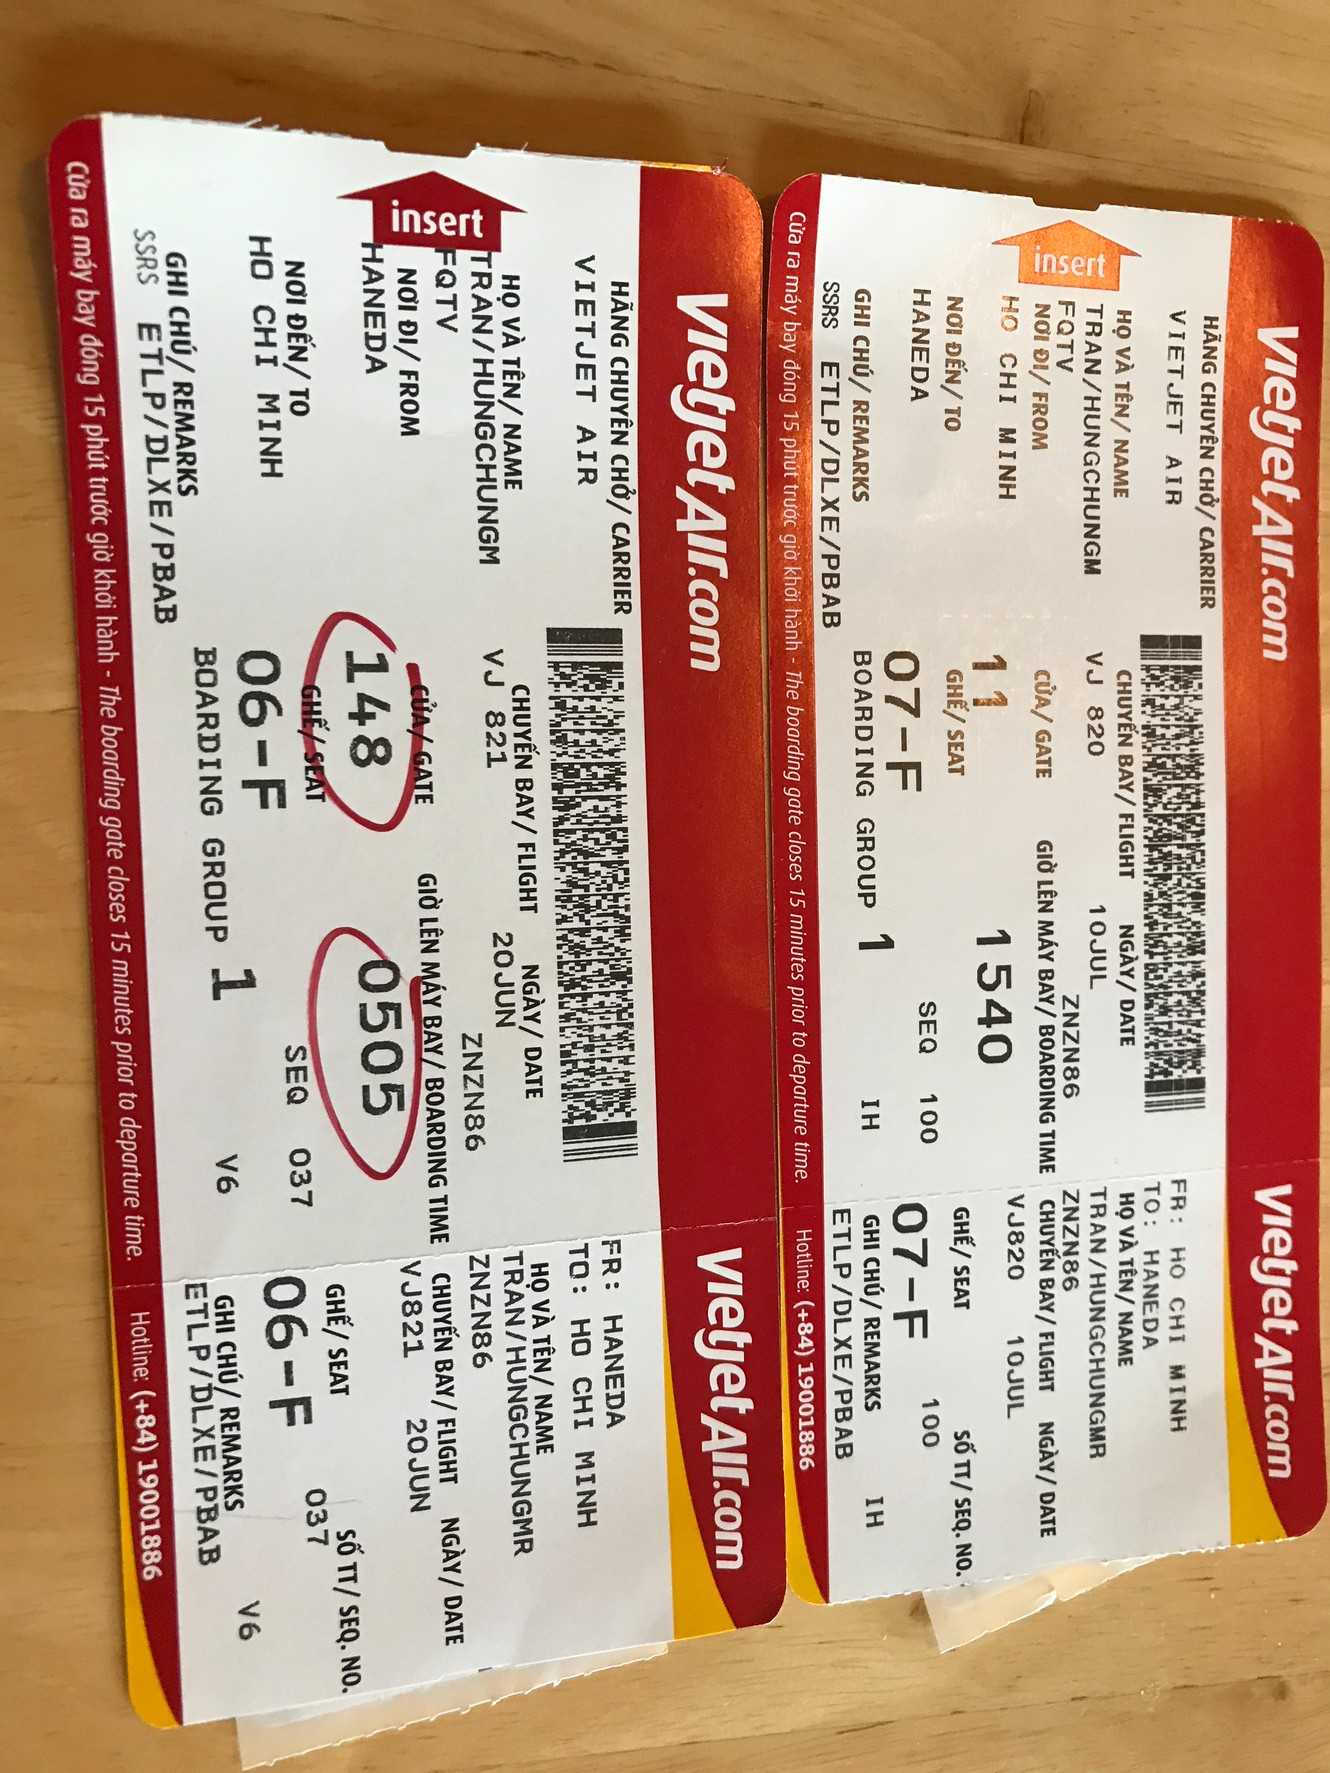 vietjetAir.com
HÃNG CHUYÊN CHỞ/ CARRIER
VIETJET AIR
HỌ VÀ TÊN/ NAME
TRAN/HUNGCHUNGM
FQTV
NƠI ĐI/ FROM
HO CHI MINH
NƠI ĐẾN/ TO
HANEDA
GHI CHÚ/ REMARKS
SSRS ETLP/DLXE/PBAB
insert
CHUYẾN BAY/ FLIGHT NGÀY/ DATE
VJ 820 10JUL
ZNZN86
CỬA/ GATE GIỜ LÊN MÁY BAY/ BOARDING TIME
11 1540
GHẾ/ SEAT
07-F SEQ 100
BOARDING GROUP 1 IH
Cửa ra máy bay đóng 15 phút trước giờ khởi hành - The boarding gate closes 15 minutes prior to departure time.
vietjetAir.com
FR: HO CHI MINH
TO: HANEDA
HỌ VÀ TÊN/ NAME
TRAN/HUNGCHUNGMR
ZNZN86
CHUYẾN BAY/ FLIGHT NGÀY/ DATE
VJ820 10JUL
GHẾ/ SEAT SỐ TT/ SEQ. NO.
07-F 100
GHI CHÚ/ REMARKS
ETLP/DLXE/PBAB IH
Hotline: (+84) 19001886
vietjetAir.com
HÃNG CHUYÊN CHỞ/ CARRIER
VIETJET AIR
HỌ VÀ TÊN/ NAME
TRAN/HUNGCHUNGM
FQTV
NƠI ĐI/ FROM
HANEDA
NƠI ĐẾN/ TO
HO CHI MINH
GHI CHÚ/ REMARKS
SSRS ETLP/DLXE/PBAB
insert
CHUYẾN BAY/ FLIGHT NGÀY/ DATE
VJ 821 20JUN
ZNZN86
CỬA/ GATE GIỜ LÊN MÁY BAY/ BOARDING TIME
148 0505
GHẾ/ SEAT
06-F SEQ 037
BOARDING GROUP 1 V6
Cửa ra máy bay đóng 15 phút trước giờ khởi hành - The boarding gate closes 15 minutes prior to departure time.
vietjetAir.com
FR: HANEDA
TO: HO CHI MINH
HỌ VÀ TÊN/ NAME
TRAN/HUNGCHUNGMR
ZNZN86
CHUYẾN BAY/ FLIGHT NGÀY/ DATE
VJ821 20JUN
GHẾ/ SEAT SỐ TT/ SEQ. NO.
06-F 037
GHI CHÚ/ REMARKS
ETLP/DLXE/PBAB V6
Hotline: (+84) 19001886